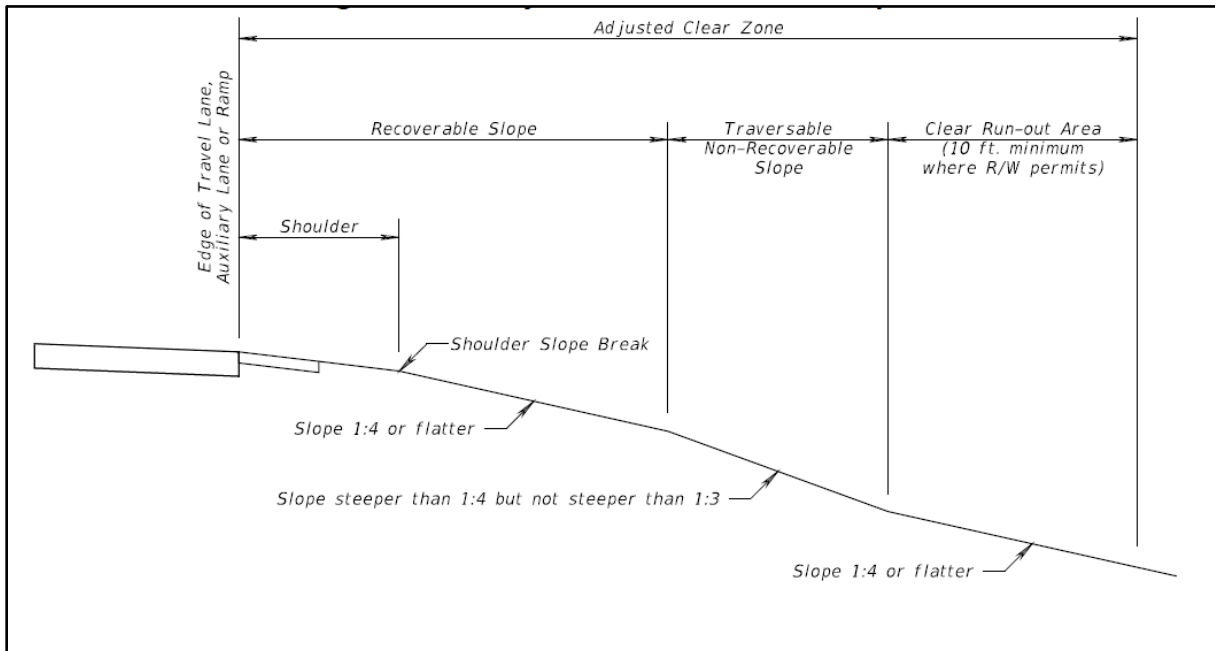 Adjusted Clear Zone
Edge of Travel Lane,
Auxiliary Lane or Ramp
Recoverable Slope
Traversable
Non-Recoverable
Slope
Clear Run-out Area
(10 ft. minimum
where R/W permits)
Shoulder
Shoulder Slope Break
Slope 1:4 or flatter
Slope steeper than 1:4 but not steeper than 1:3
Slope 1:4 or flatter